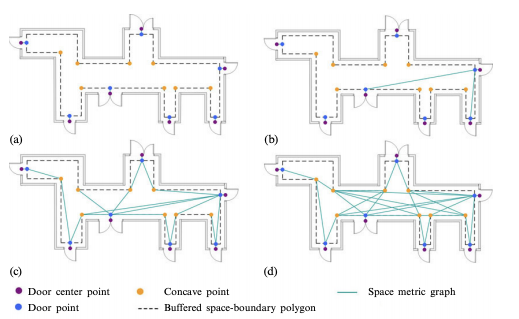 (a)
(b)
(c)
(d)
Door center point
Concave point
Space metric graph
Door point
Buffered space-boundary polygon